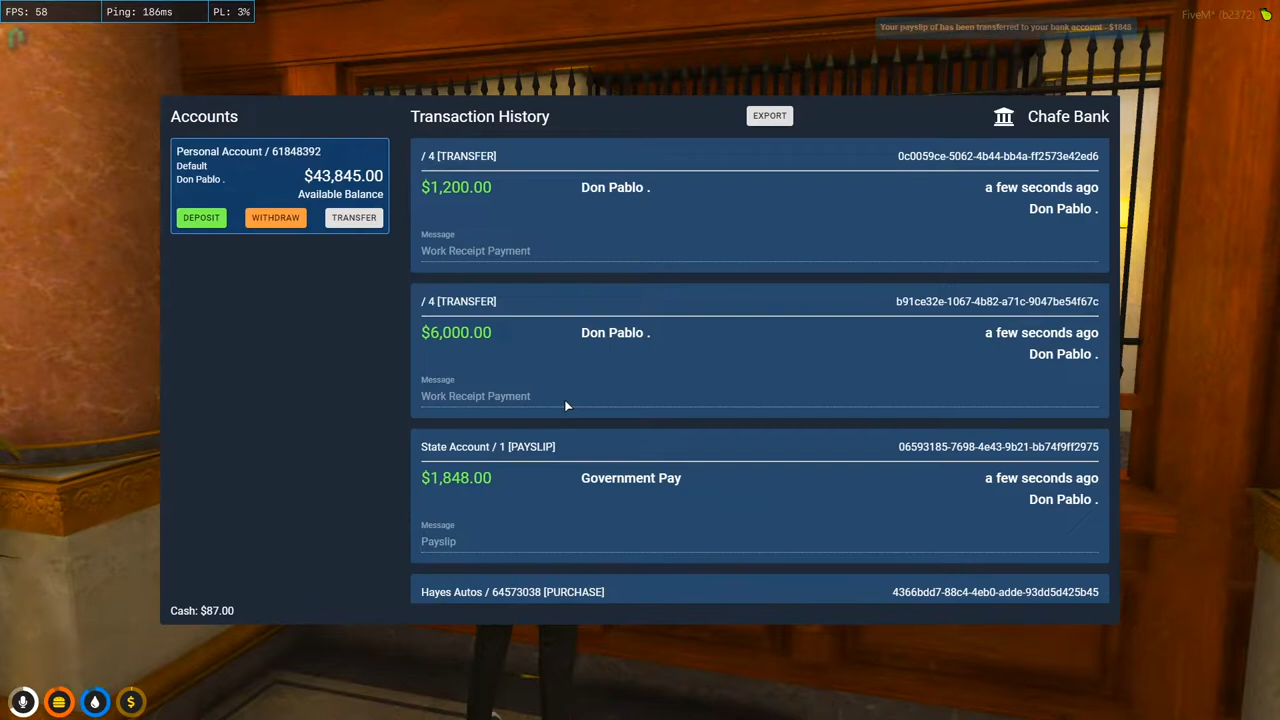 FPS: 58 Ping: 186ms PL: 3%
FiveM* (b2372)
Your payslip of has been transferred to your bank account - $1848
Accounts
Transaction History
EXPORT
Chafe Bank
Personal Account / 61848392
Default
Don Pablo .
$43,845.00
Available Balance
DEPOSIT
WITHDRAW
TRANSFER
/ 4 [TRANSFER] 0c0059ce-5062-4b44-bb4a-ff2573e42ed6
$1,200.00 Don Pablo . a few seconds ago
Don Pablo .
Message
Work Receipt Payment
/ 4 [TRANSFER] b91ce32e-1067-4b82-a71c-9047be54f67c
$6,000.00 Don Pablo . a few seconds ago
Don Pablo .
Message
Work Receipt Payment
State Account / 1 [PAYSLIP] 06593185-7698-4e43-9b21-bb74f9ff2975
$1,848.00 Government Pay a few seconds ago
Don Pablo .
Message
Payslip
Hayes Autos / 64573038 [PURCHASE] 4366bdd7-88c4-4eb0-adde-93dd5d425b45
Cash: $87.00